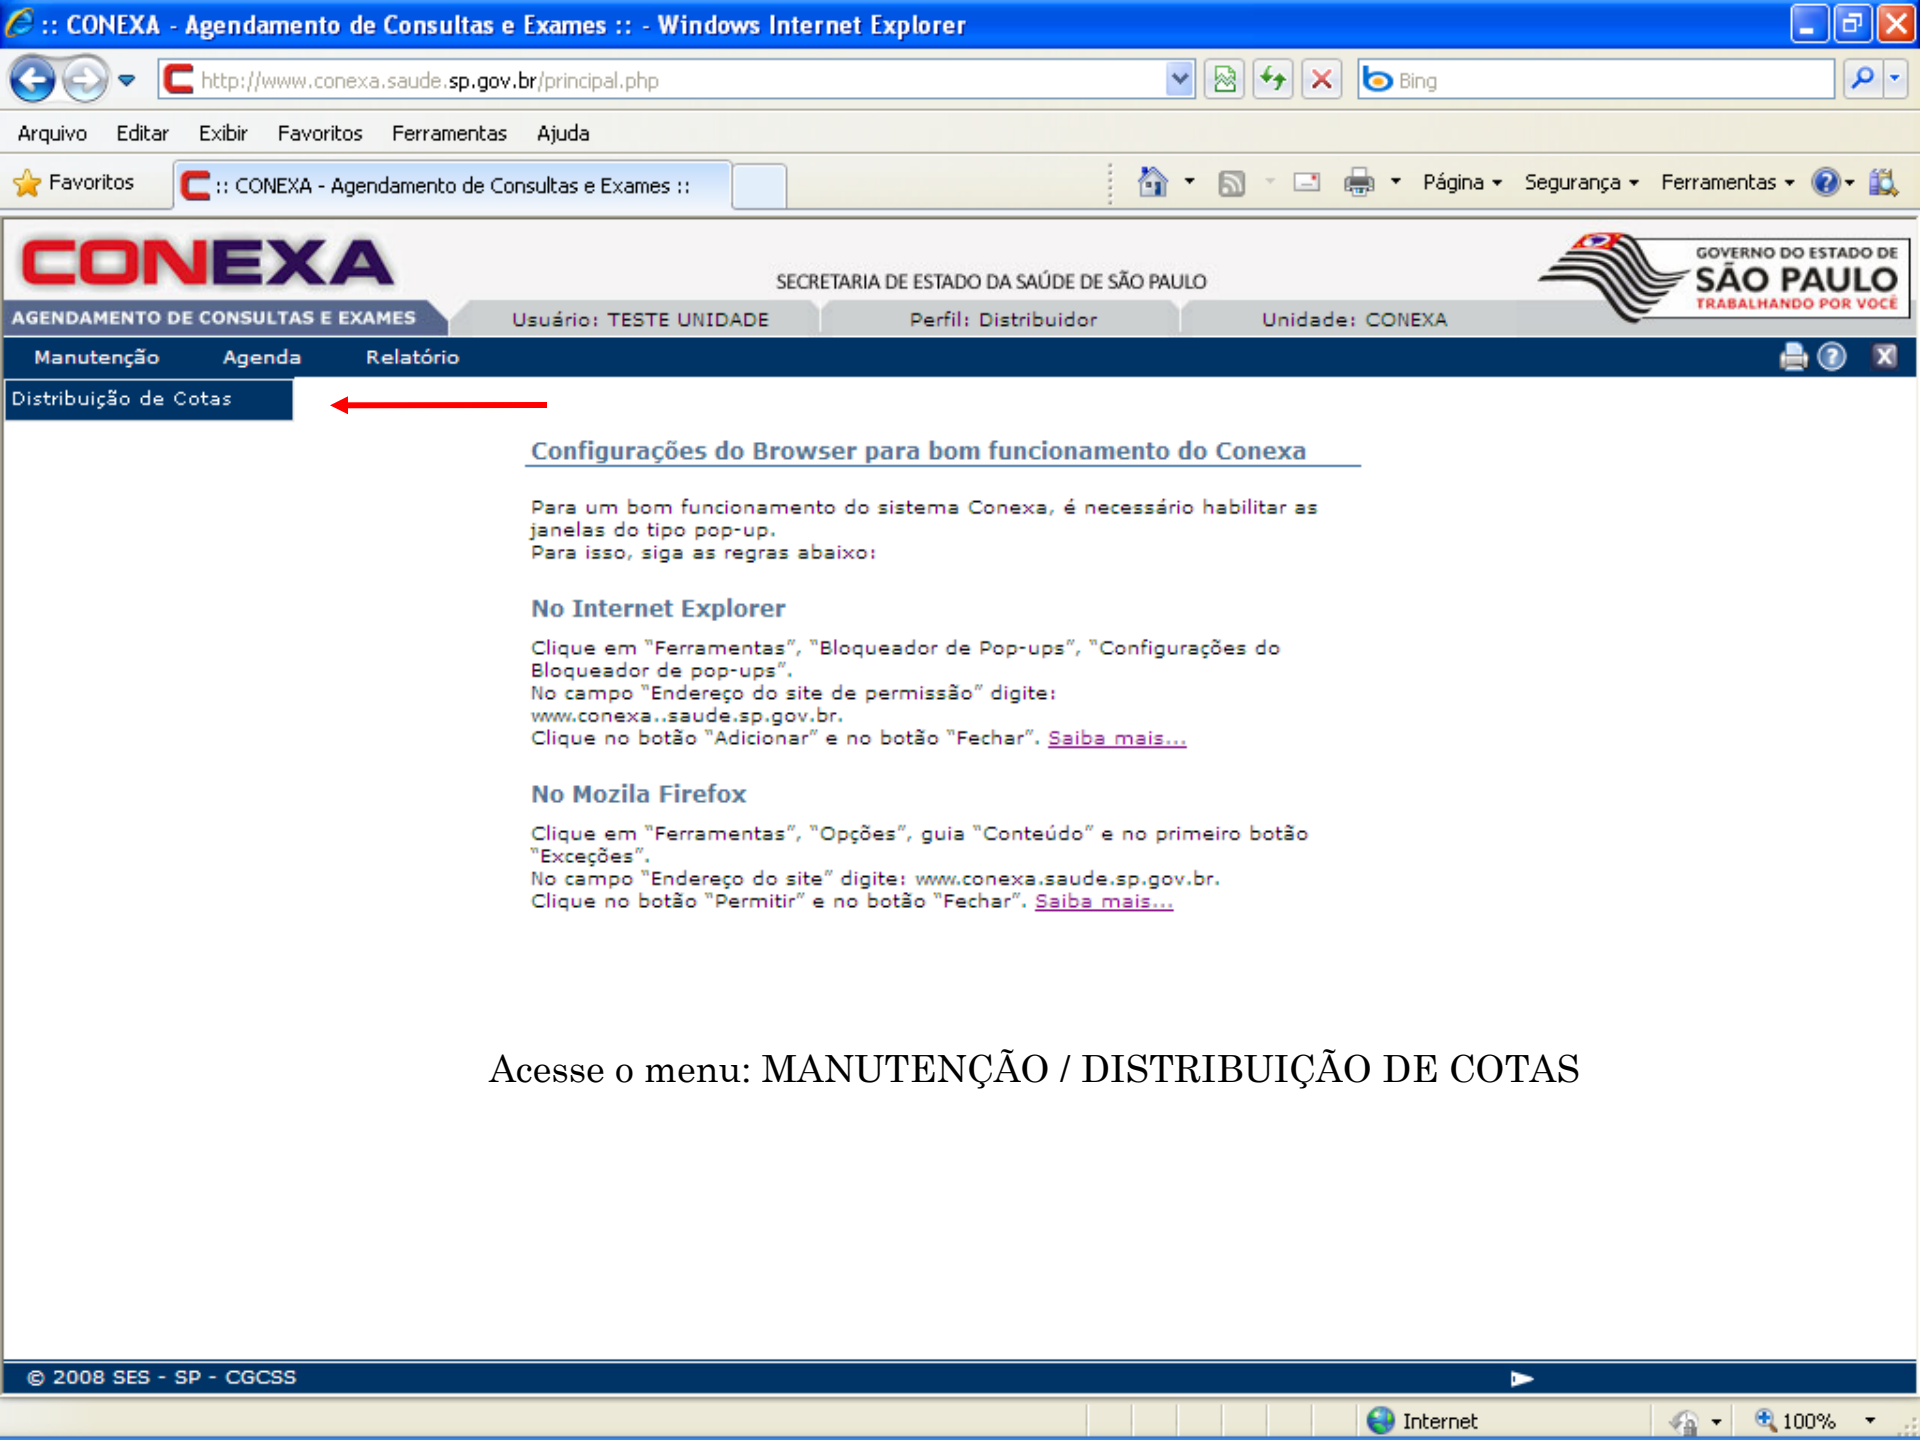 :: CONEXA - Agendamento de Consultas e Exames :: - Windows Internet Explorer
http://www.conexa.saude.sp.gov.br/principal.php
Bing
Arquivo Editar Exibir Favoritos Ferramentas Ajuda
Favoritos
:: CONEXA - Agendamento de Consultas e Exames ::
Página Segurança Ferramentas
CONEXA
SECRETARIA DE ESTADO DA SAÚDE DE SÃO PAULO
GOVERNO DO ESTADO DE
SÃO PAULO
TRABALHANDO POR VOCÊ
AGENDAMENTO DE CONSULTAS E EXAMES
Usuário: TESTE UNIDADE Perfil: Distribuidor Unidade: CONEXA
Manutenção Agenda Relatório
Distribuição de Cotas
Configurações do Browser para bom funcionamento do Conexa
Para um bom funcionamento do sistema Conexa, é necessário habilitar as
janelas do tipo pop-up.
Para isso, siga as regras abaixo:
No Internet Explorer
Clique em “Ferramentas”, “Bloqueador de Pop-ups”, “Configurações do
Bloqueador de pop-ups”.
No campo “Endereço do site de permissão” digite:
www.conexa..saude.sp.gov.br.
Clique no botão “Adicionar” e no botão “Fechar”. Saiba mais...
No Mozila Firefox
Clique em “Ferramentas”, “Opções”, guia “Conteúdo” e no primeiro botão
“Exceções”.
No campo “Endereço do site” digite: www.conexa.saude.sp.gov.br.
Clique no botão “Permitir” e no botão “Fechar”. Saiba mais...
Acesse o menu: MANUTENÇÃO / DISTRIBUIÇÃO DE COTAS
© 2008 SES - SP - CGCSS
Internet
100%